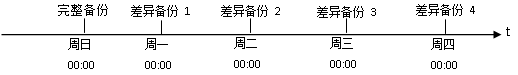 完整备份 差异备份 1 差异备份 2 差异备份 3 差异备份 4
t
周日 周一 周二 周三 周四
00:00 00:00 00:00 00:00 00:00